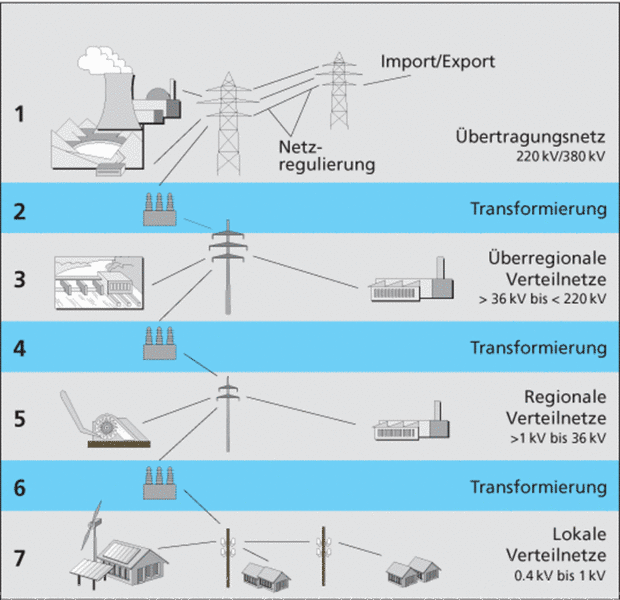 1
Import/Export
Netz-
regulierung
Übertragungsnetz
220 kV/380 kV
2
Transformierung
3
Überregionale
Verteilnetze
> 36 kV bis < 220 kV
4
Transformierung
5
Regionale
Verteilnetze
>1 kV bis 36 kV
6
Transformierung
7
Lokale
Verteilnetze
0.4 kV bis 1 kV